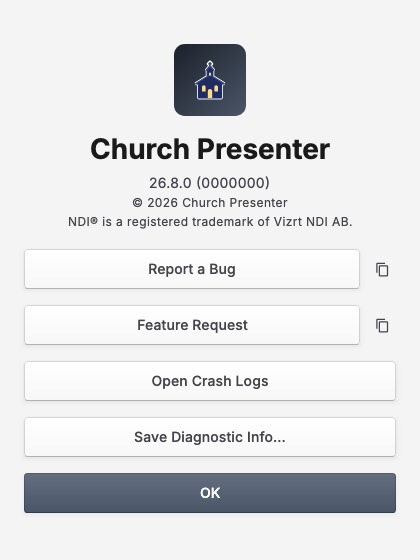 Church Presenter
26.8.0 (0000000)
© 2026 Church Presenter
NDI® is a registered trademark of Vizrt NDI AB.
Report a Bug
Feature Request
Open Crash Logs
Save Diagnostic Info...
OK